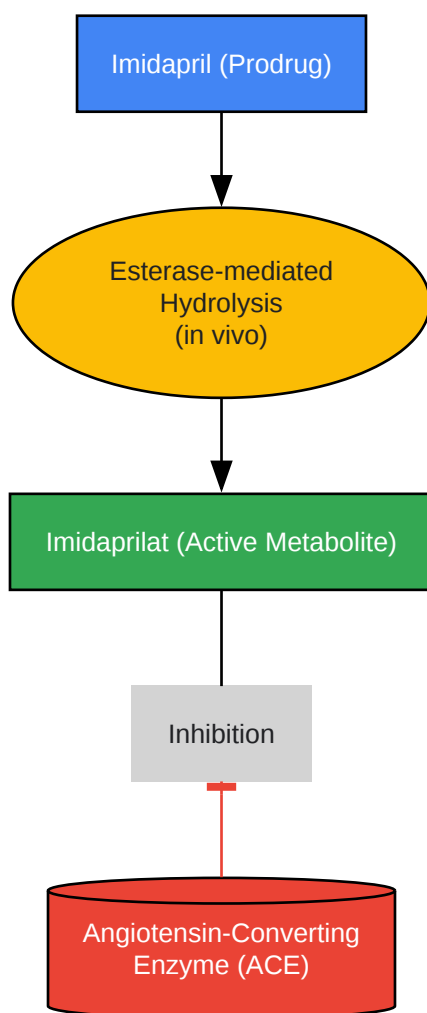 Imidapril (Prodrug)
Esterase-mediated
Hydrolysis
(in vivo)
Imidaprilat (Active Metabolite)
Inhibition
Angiotensin-Converting
Enzyme (ACE)